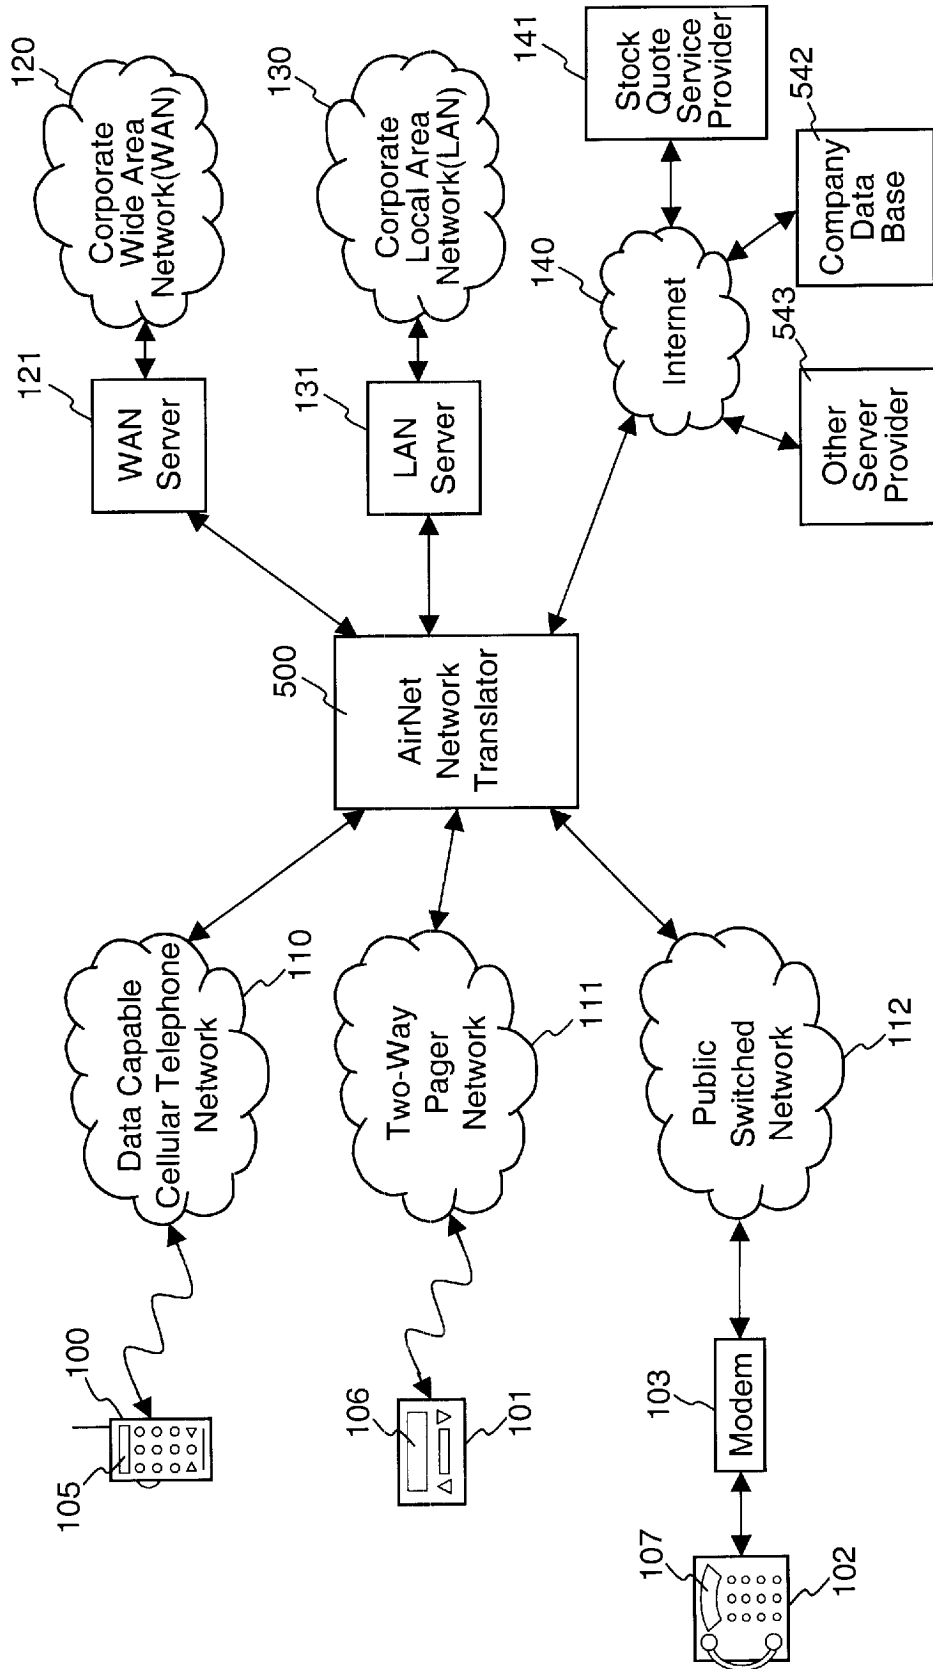 120
Corporate
Wide Area
Network(WAN)
121
WAN
Server
130
Corporate
Local Area
Network(LAN)
131
LAN
Server
141
Stock
Quote
Service
Provider
140
Internet
542
Company
Data
Base
543
Other
Server
Provider
500
AirNet
Network
Translator
Data Capable
Cellular Telephone
Network
110
Two-Way
Pager
Network
111
Public
Switched
Network
112
100
105
106
101
103
Modem
107
102